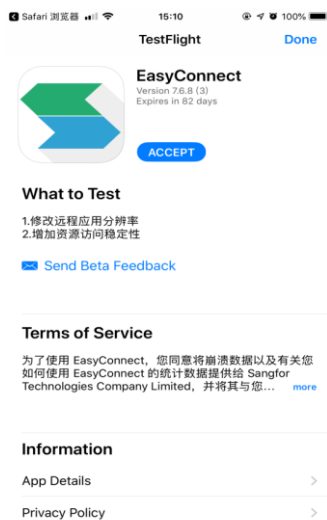 Safari 浏览器 15:10 100%
TestFlight Done
EasyConnect
Version 7.6.8 (3)
Expires in 82 days
ACCEPT
What to Test
1.修改远程应用分辨率
2.增加资源访问稳定性
Send Beta Feedback
Terms of Service
为了使用 EasyConnect，您同意将崩溃数据以及有关您
如何使用 EasyConnect 的统计数据提供给 Sangfor
Technologies Company Limited，并将其与您... more
Information
App Details
Privacy Policy